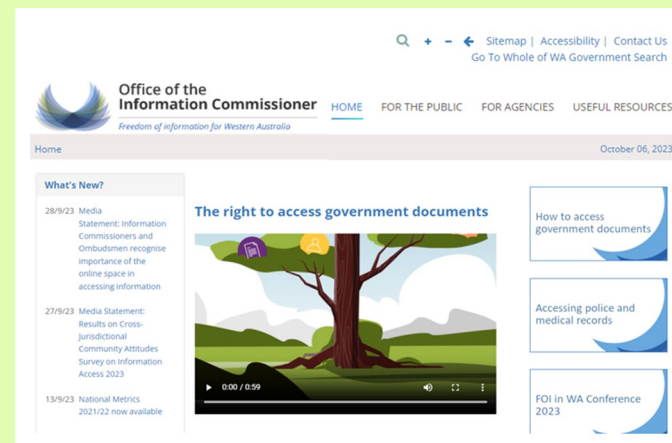 + - Sitemap | Accessibility | Contact Us
Go To Whole of WA Government Search
Office of the
Information Commissioner
Freedom of information for Western Australia
HOME FOR THE PUBLIC FOR AGENCIES USEFUL RESOURCES
Home
October 06, 2023
What's New?
28/9/23 Media
Statement: Information
Commissioners and
Ombudsmen recognise
importance of the
online space in
accessing information
27/9/23 Media Statement:
Results on Cross-
Jurisdictional
Community Attitudes
Survey on Information
Access 2023
13/9/23 National Metrics
2021/22 now available
The right to access government documents
0:00 / 0:59
How to access
government documents
Accessing police and
medical records
FOI in WA Conference
2023